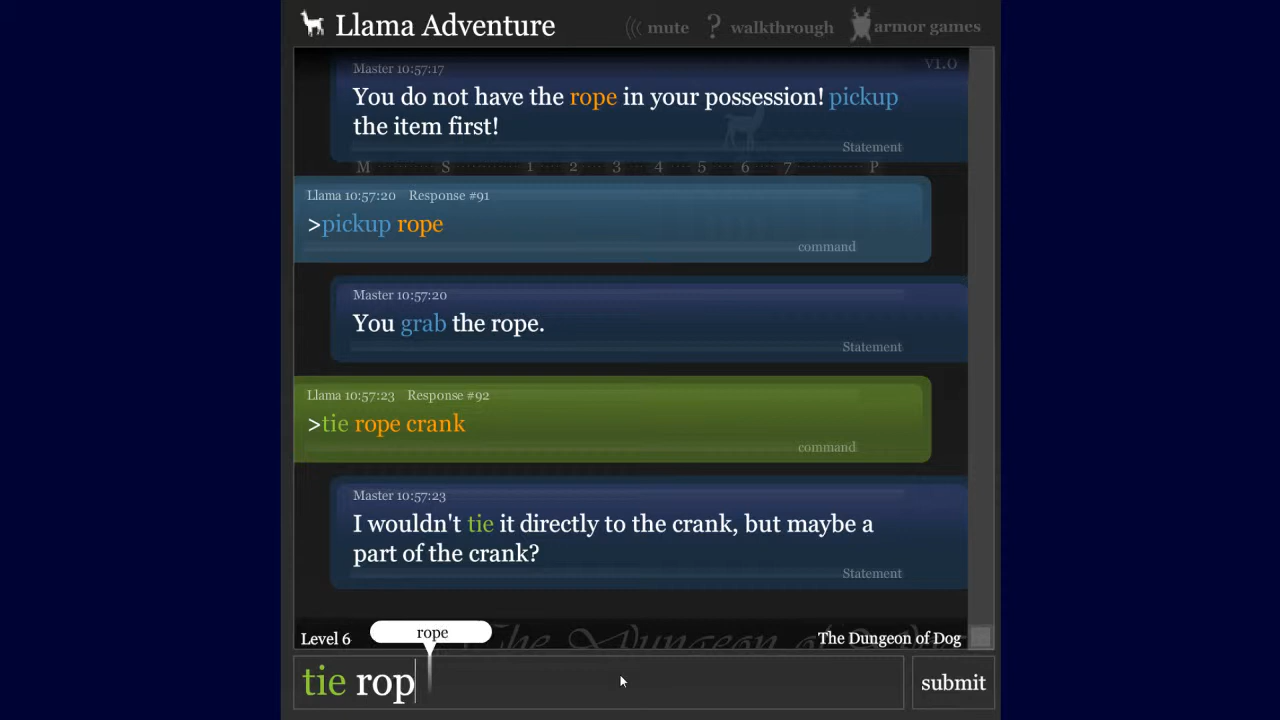 Llama Adventure
mute
? walkthrough
armor games
v1.0
Master 10:57:17
You do not have the rope in your possession! pickup
the item first!
Statement
M S 1 2 3 4 5 6 7 P
Llama 10:57:20 Response #91
>pickup rope
command
Master 10:57:20
You grab the rope.
Statement
Llama 10:57:23 Response #92
>tie rope crank
command
Master 10:57:23
I wouldn't tie it directly to the crank, but maybe a
part of the crank?
Statement
The Dungeon of
Level 6
rope
The Dungeon of Dog
tie rop
submit